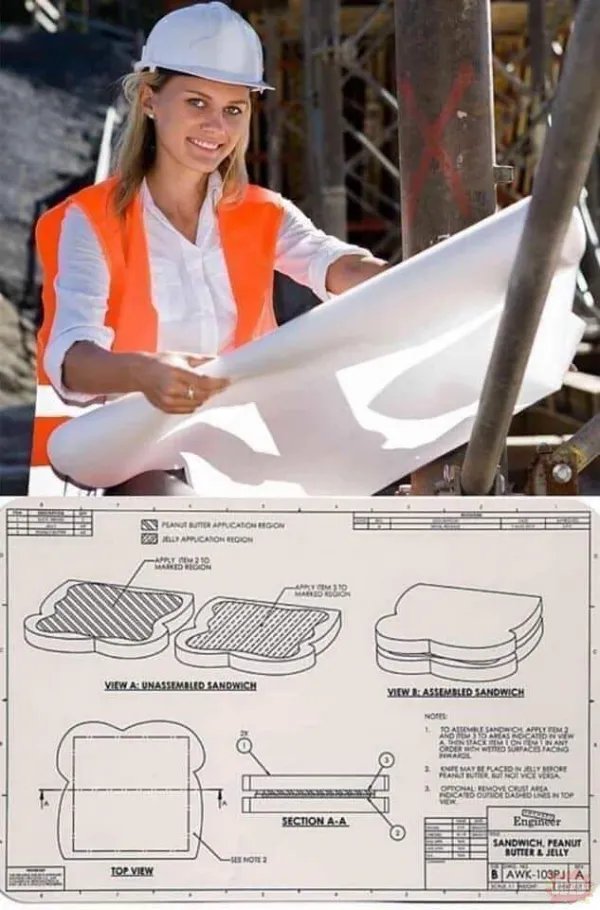 ITEM DESCRIPTION QTY
PEANUT BUTTER APPLICATION REGION
JELLY APPLICATION REGION
REVISIONS
APPLY ITEM 2 TO
MARKED REGION
APPLY ITEM 3 TO
MARKED REGION
VIEW A: UNASSEMBLED SANDWICH
VIEW B: ASSEMBLED SANDWICH
NOTES:
1. TO ASSEMBLE SANDWICH, APPLY ITEM 2
AND ITEM 3 TO AREAS INDICATED IN VIEW
A. THEN STACK ITEM 1 ON ITEM 1 IN ANY
ORDER WITH WETTED SURFACES FACING
INWARDS.
2. KNIFE MAY BE PLACED IN JELLY BEFORE
PEANUT BUTTER, BUT NOT VICE VERSA.
3. OPTIONAL: REMOVE CRUST AREA
INDICATED OUTSIDE DASHED LINES IN TOP
VIEW.
2X
1
3
2
A A
SECTION A-A
SEE NOTE 2
TOP VIEW
Engineer
SANDWICH, PEANUT
BUTTER & JELLY
B AWK-103PJ A